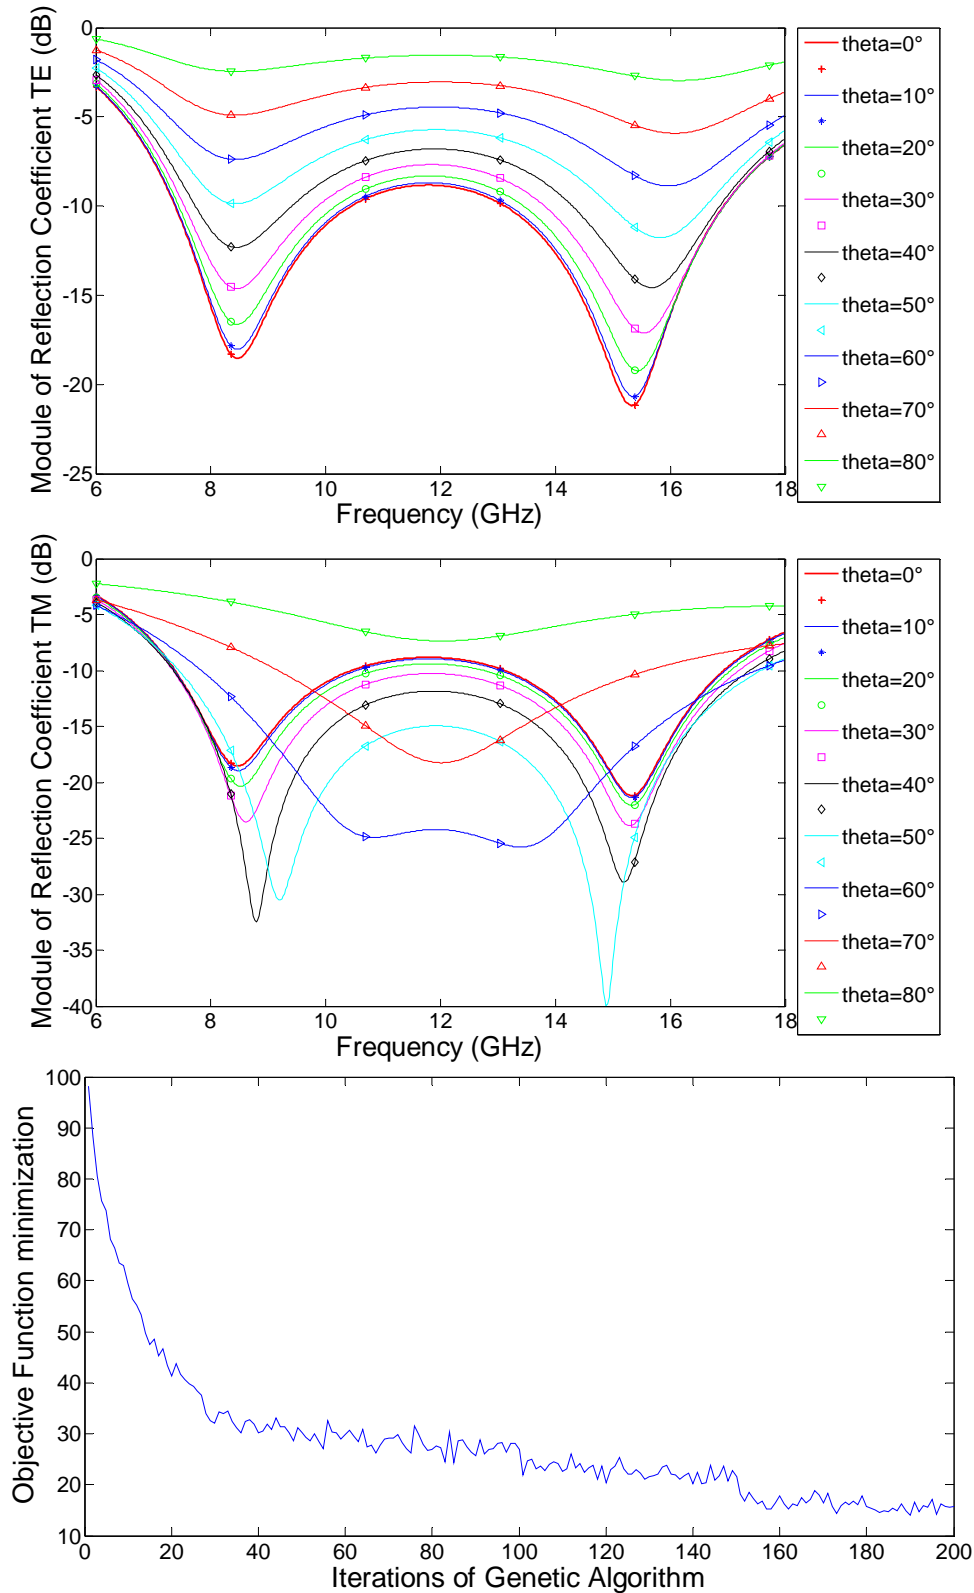 Module of Reflection Coefficient TE (dB)
0
-5
-10
-15
-20
-25
6
8
10
12
14
16
18
Frequency (GHz)
theta=0°
theta=10°
theta=20°
theta=30°
theta=40°
theta=50°
theta=60°
theta=70°
theta=80°
Module of Reflection Coefficient TM (dB)
0
-5
-10
-15
-20
-25
-30
-35
-40
6
8
10
12
14
16
18
Frequency (GHz)
theta=0°
theta=10°
theta=20°
theta=30°
theta=40°
theta=50°
theta=60°
theta=70°
theta=80°
Objective Function minimization
100
90
80
70
60
50
40
30
20
10
0
20
40
60
80
100
120
140
160
180
200
Iterations of Genetic Algorithm